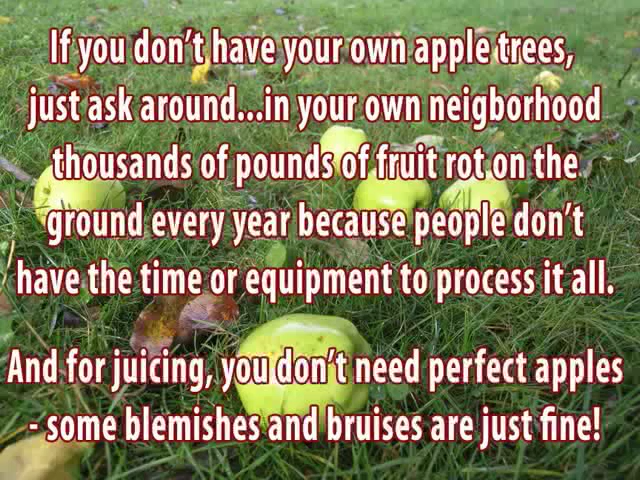 If you don't have your own apple trees,
just ask around...in your own neigborhood
thousands of pounds of fruit rot on the
ground every year because people don't
have the time or equipment to process it all.
And for juicing, you don't need perfect apples
- some blemishes and bruises are just fine!